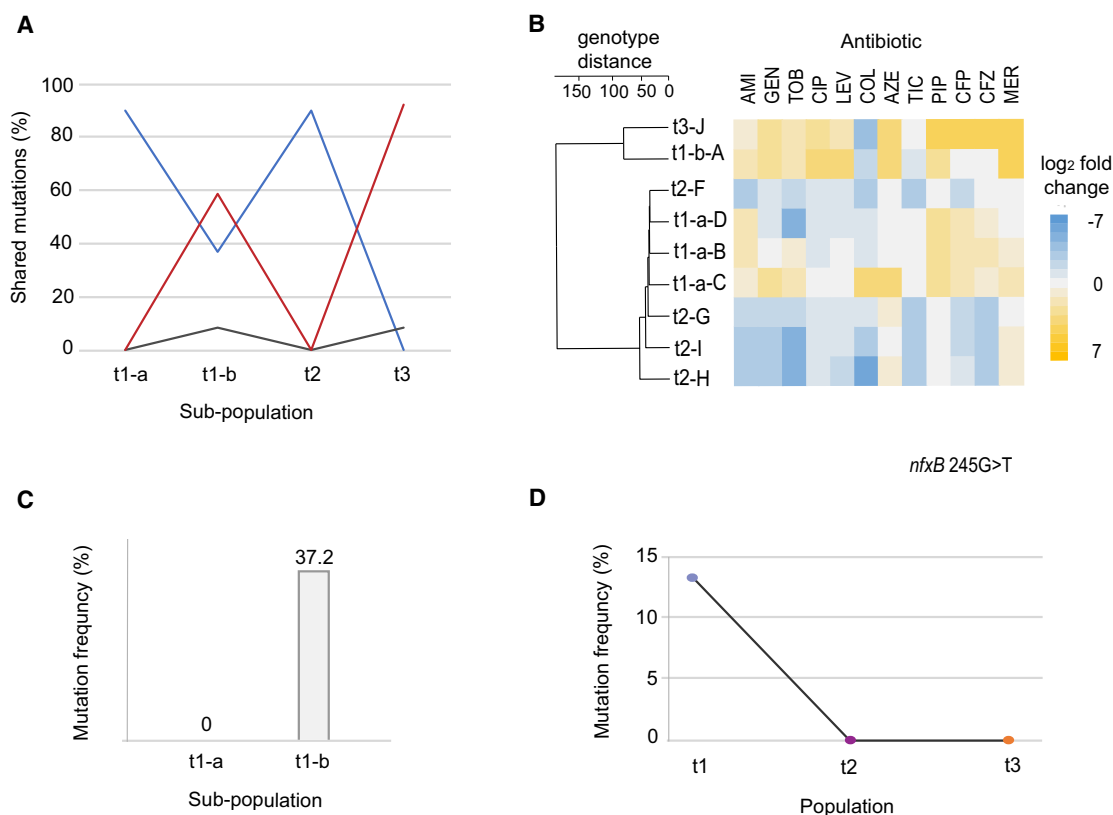 A
100
80
60
40
20
0
Shared mutations (%)
t1-a t1-b t2 t3
Sub-population
B
genotype
distance
150 100 50 0
Antibiotic
AMI GEN TOB CIP LEV COL AZE TIC PIP CFP CFZ MER
t3-J
t1-b-A
t2-F
t1-a-D
t1-a-B
t1-a-C
t2-G
t2-I
t2-H
log2 fold
change
-7
0
7
C
Mutation frequncy (%)
37.2
0
t1-a t1-b
Sub-population
nfxB 245G>T
D
15
10
5
0
Mutation frequncy (%)
t1 t2 t3
Population